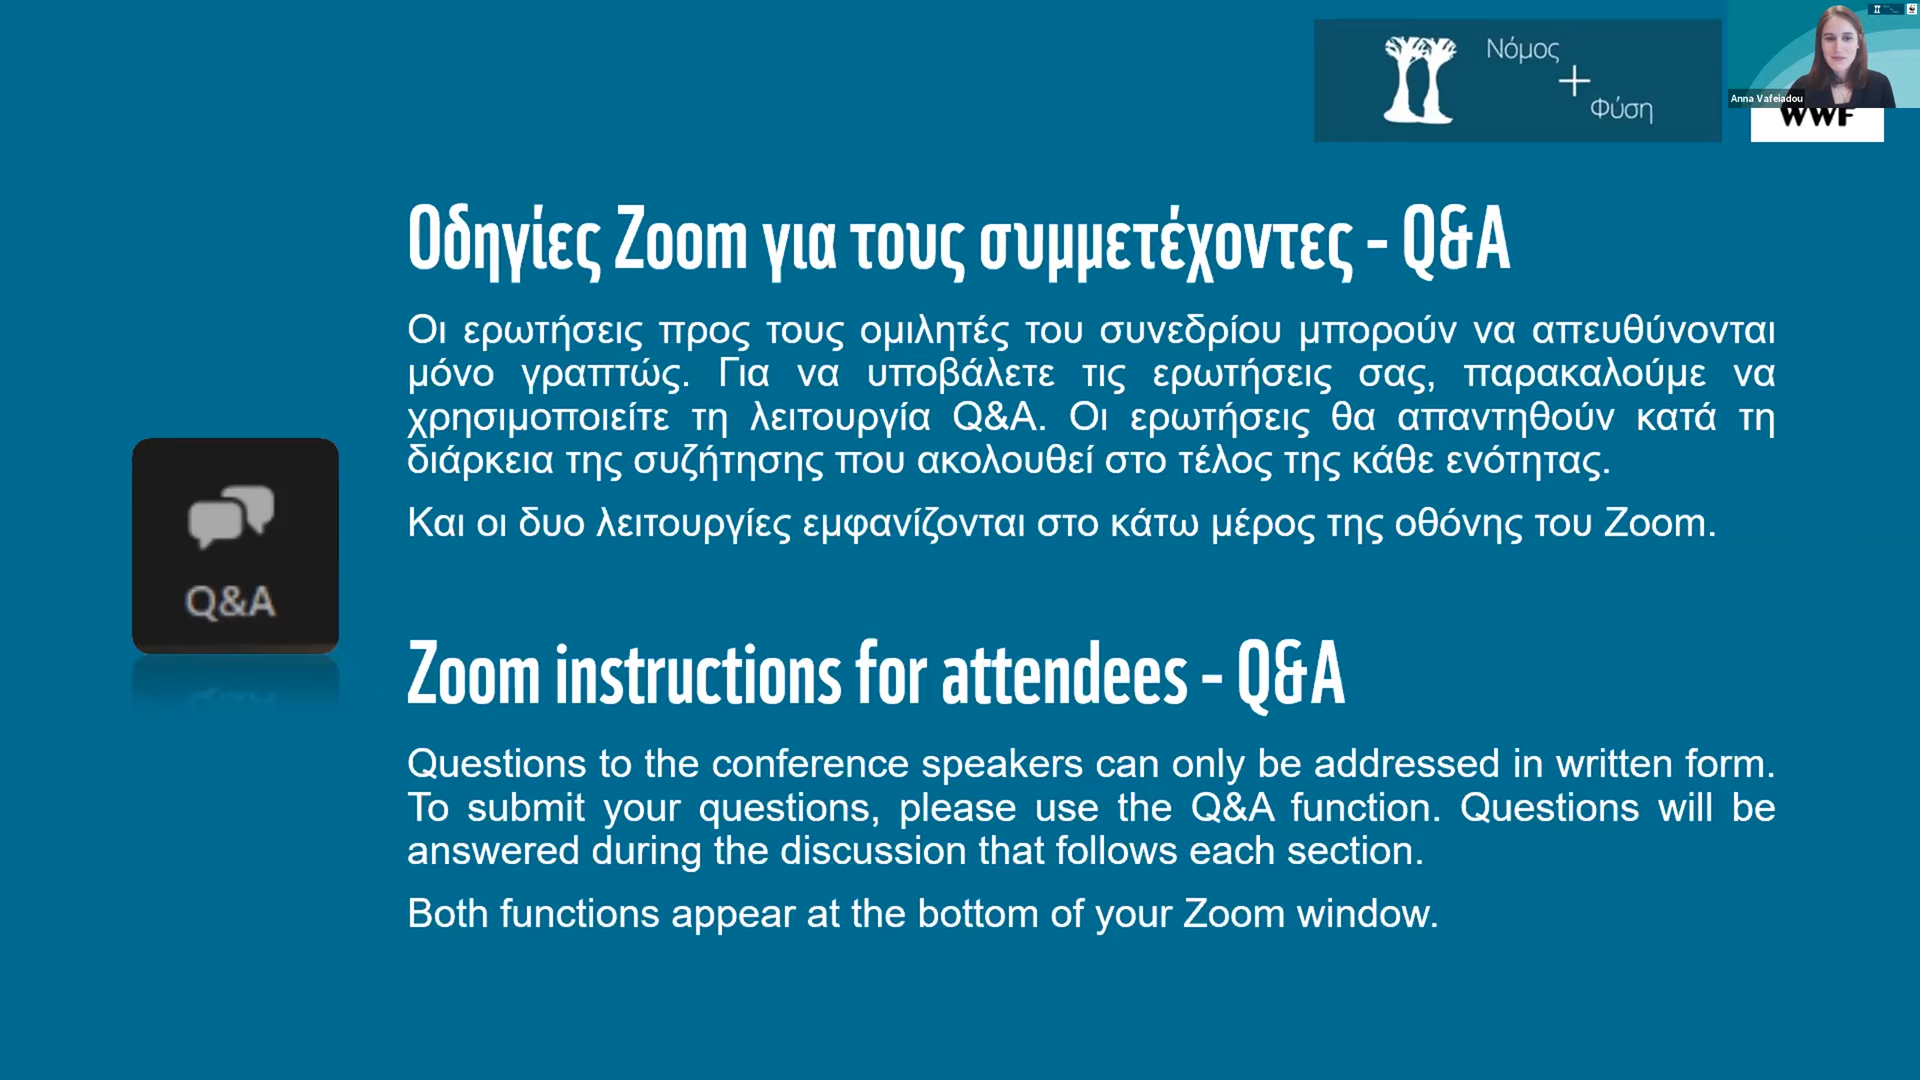 Νόμος
+
Φύση
Anna Vafeiadou
WWF
Οδηγίες Zoom για τους συμμετέχοντες - Q&A
Οι ερωτήσεις προς τους ομιλητές του συνεδρίου μπορούν να απευθύνονται
μόνο γραπτώς. Για να υποβάλετε τις ερωτήσεις σας, παρακαλούμε να
χρησιμοποιείτε τη λειτουργία Q&A. Οι ερωτήσεις θα απαντηθούν κατά τη
διάρκεια της συζήτησης που ακολουθεί στο τέλος της κάθε ενότητας.
Και οι δυο λειτουργίες εμφανίζονται στο κάτω μέρος της οθόνης του Zoom.
Q&A
Zoom instructions for attendees - Q&A
Questions to the conference speakers can only be addressed in written form.
To submit your questions, please use the Q&A function. Questions will be
answered during the discussion that follows each section.
Both functions appear at the bottom of your Zoom window.